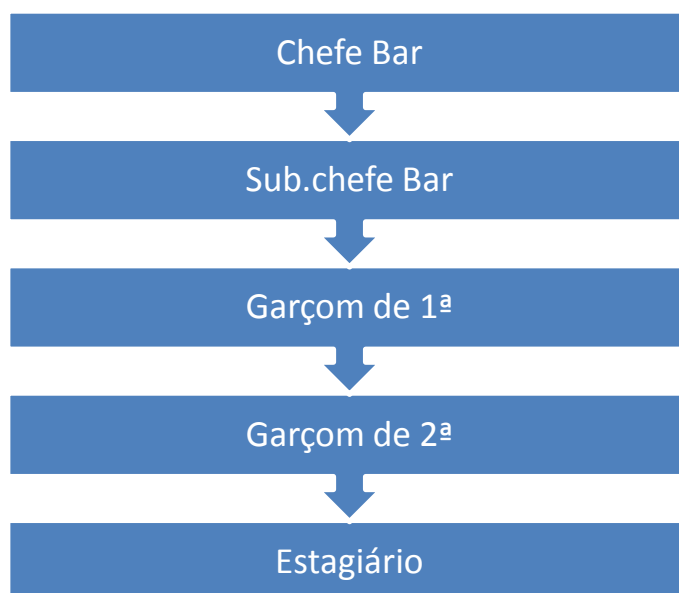 Chefe Bar
Sub.chefe Bar
Garçom de 1ª
Garçom de 2ª
Estagiário